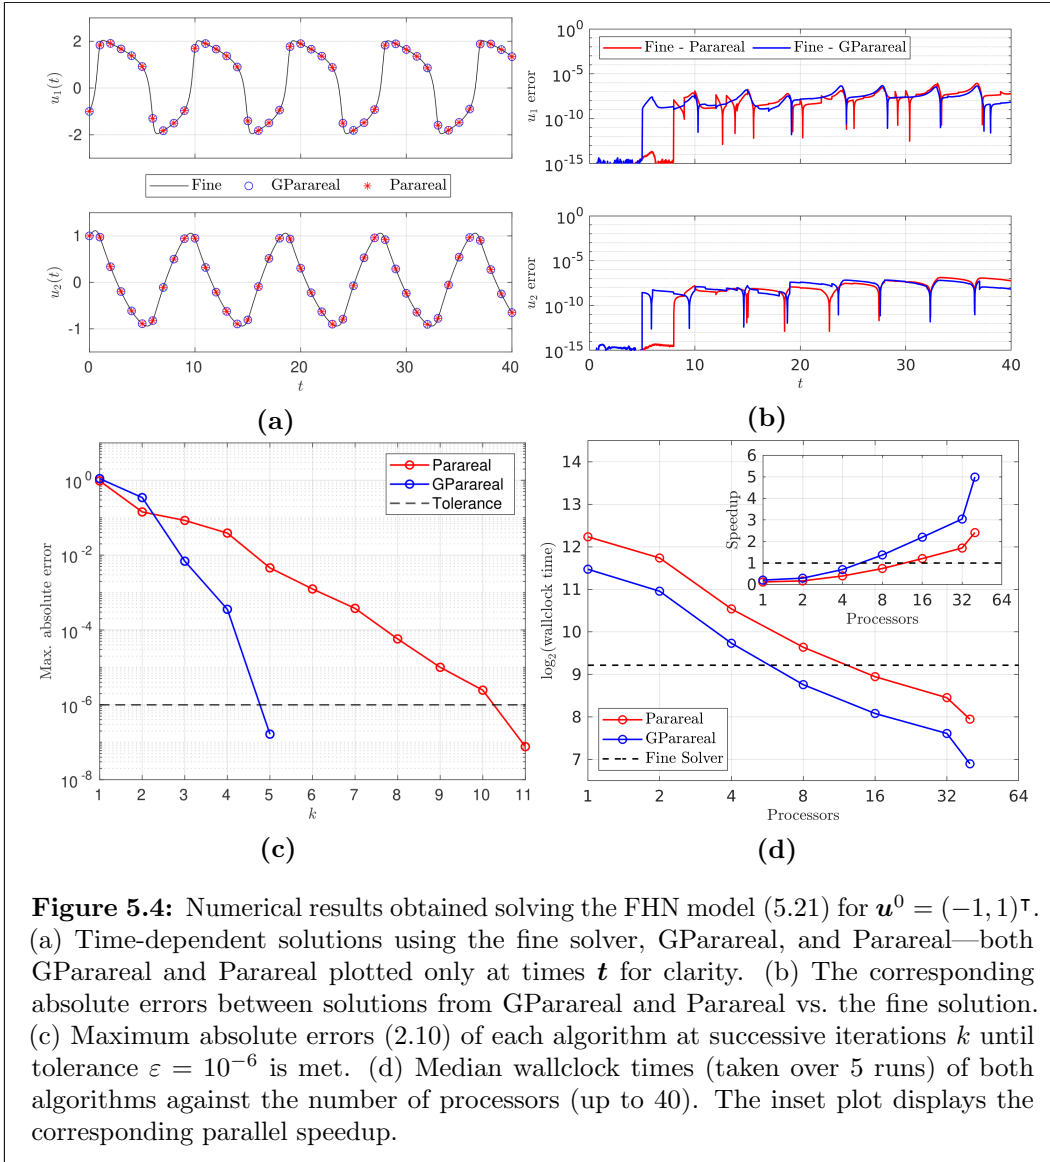 2
0
-2
u₁(t)
Fine GParareal Parareal
1
0
-1
u₂(t)
0 10 20 30 40
t
(a)
10⁰
10⁻⁵
10⁻¹⁰
10⁻¹⁵
u₁ error
Fine - Parareal Fine - GParareal
10⁰
10⁻⁵
10⁻¹⁰
10⁻¹⁵
u₂ error
0 10 20 30 40
t
(b)
10⁰
10⁻²
10⁻⁴
10⁻⁶
10⁻⁸
Max. absolute error
Parareal
GParareal
Tolerance
1 2 3 4 5 6 7 8 9 10 11
k
(c)
14
13
12
11
10
9
8
7
log₂(wallclock time)
6
5
4
3
2
1
0
Speedup
1 2 4 8 16 32 64
Processors
Parareal
GParareal
Fine Solver
1 2 4 8 16 32 64
Processors
(d)
Figure 5.4: Numerical results obtained solving the FHN model (5.21) for u⁰ = (−1, 1)ᵀ.
(a) Time-dependent solutions using the fine solver, GParareal, and Parareal—both
GParareal and Parareal plotted only at times t for clarity. (b) The corresponding
absolute errors between solutions from GParareal and Parareal vs. the fine solution.
(c) Maximum absolute errors (2.10) of each algorithm at successive iterations k until
tolerance ε = 10⁻⁶ is met. (d) Median wallclock times (taken over 5 runs) of both
algorithms against the number of processors (up to 40). The inset plot displays the
corresponding parallel speedup.